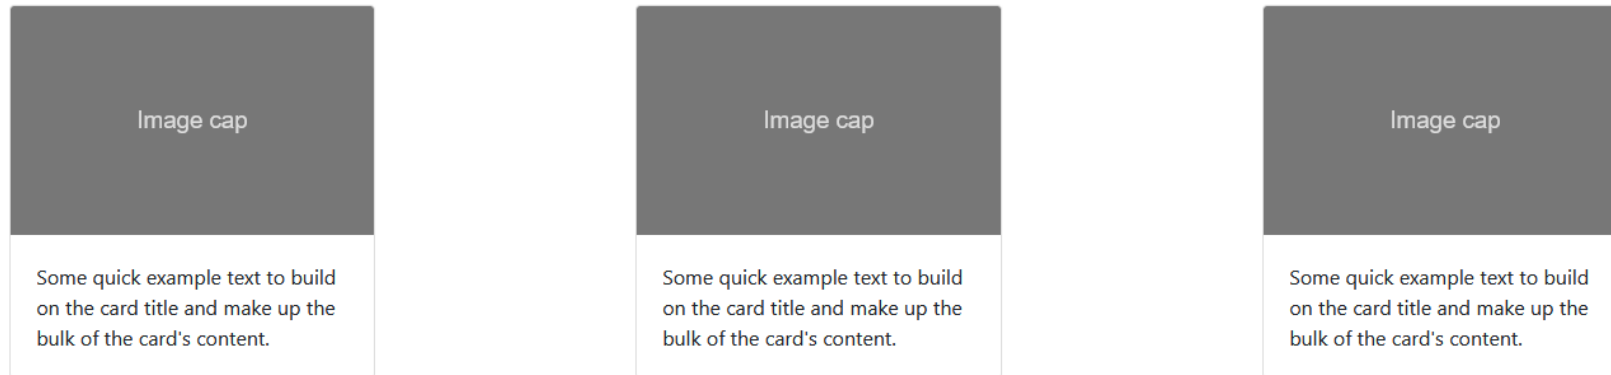 Image cap
Some quick example text to build
on the card title and make up the
bulk of the card's content.
Image cap
Some quick example text to build
on the card title and make up the
bulk of the card's content.
Image cap
Some quick example text to build
on the card title and make up the
bulk of the card's content.